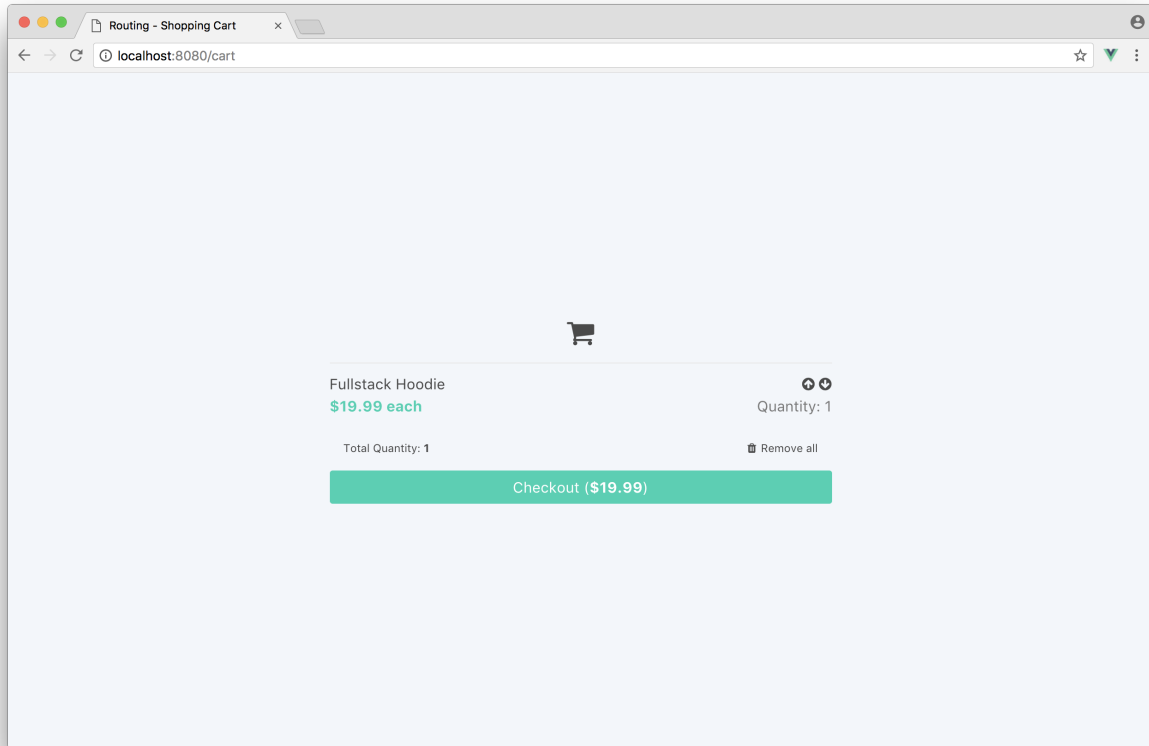 Routing - Shopping Cart
localhost:8080/cart
Fullstack Hoodie
$19.99 each
Quantity: 1
Total Quantity: 1
Remove all
Checkout ($19.99)